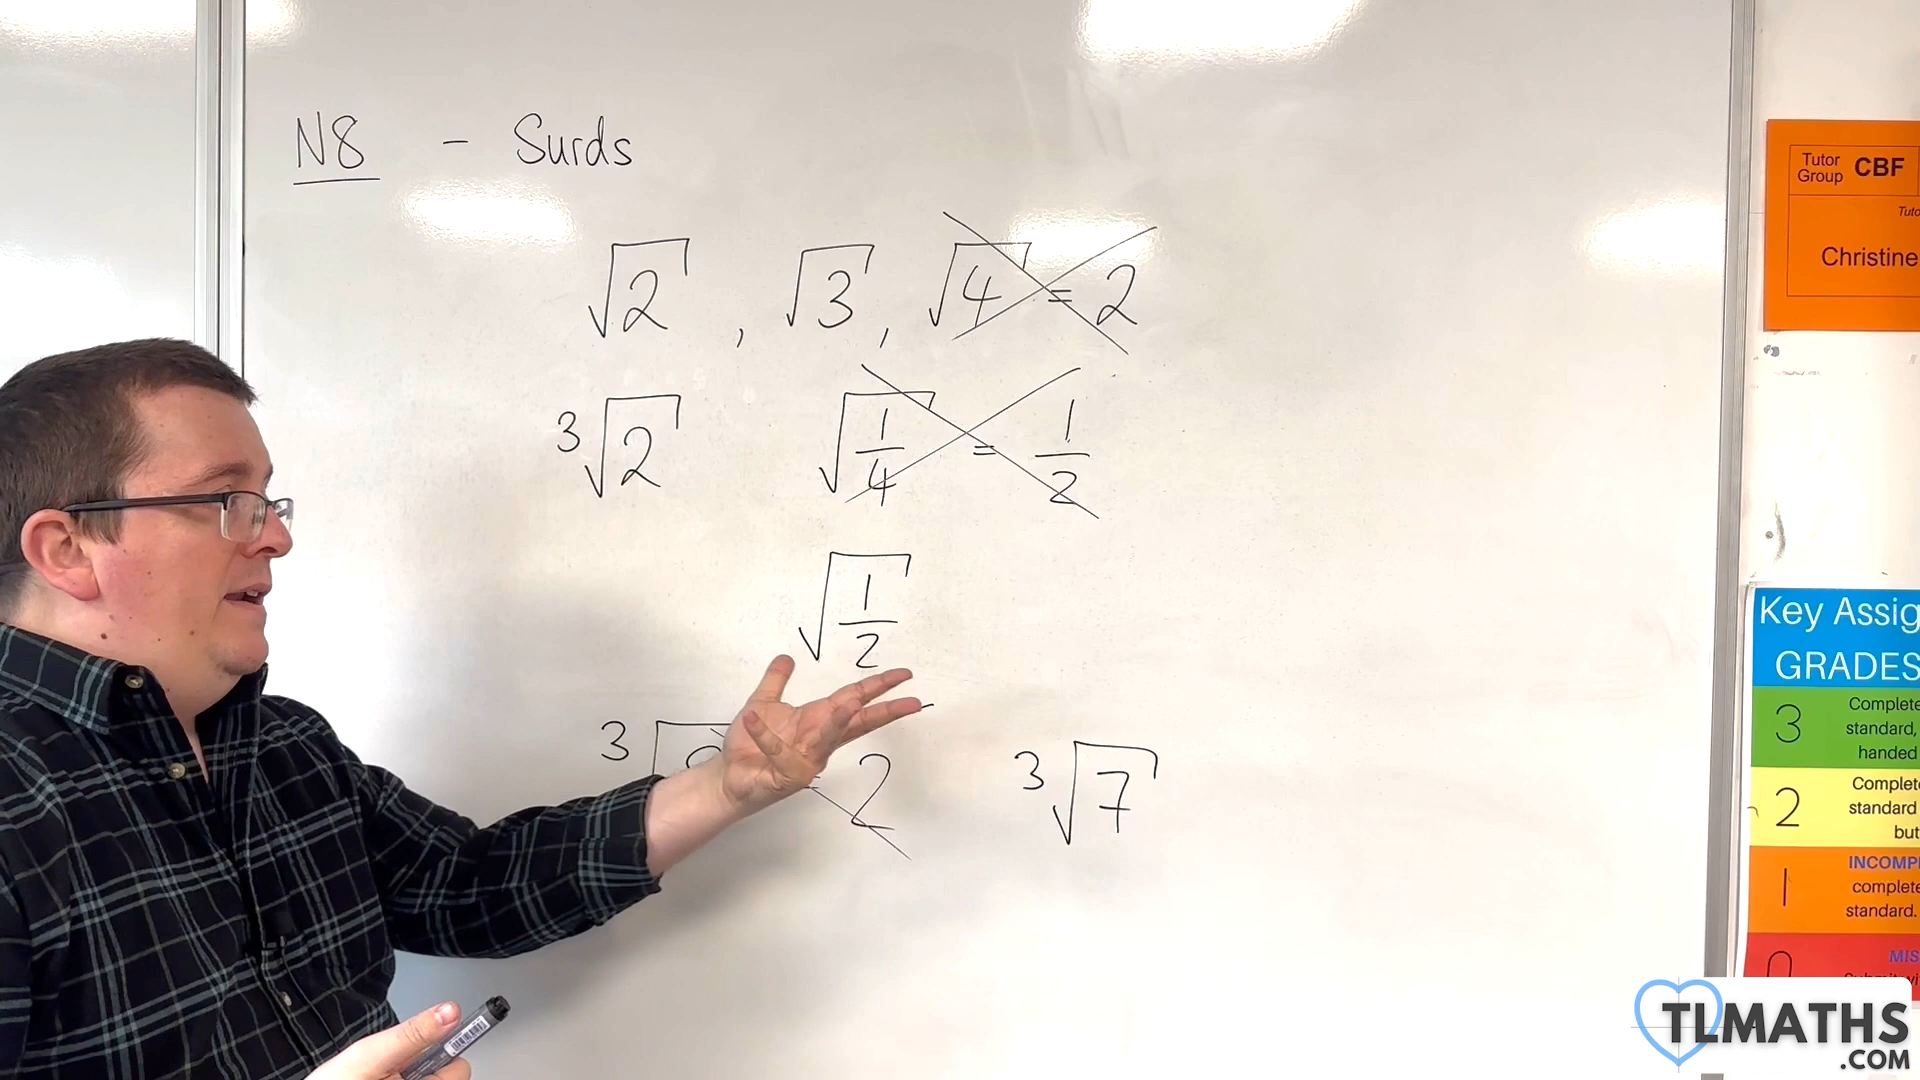 N8 - Surds
√2 , √3 , √4 = 2
³√2 √1/4 = 1/2
√1/2
³√ = 2 ³√7
Tutor Group CBF
Christine
Key Assig
GRADES
3 Complete
standard,
handed
2 Complet
standard
but
1 INCOMP
complete
standard.
0 MIS
TLMATHS
.COM